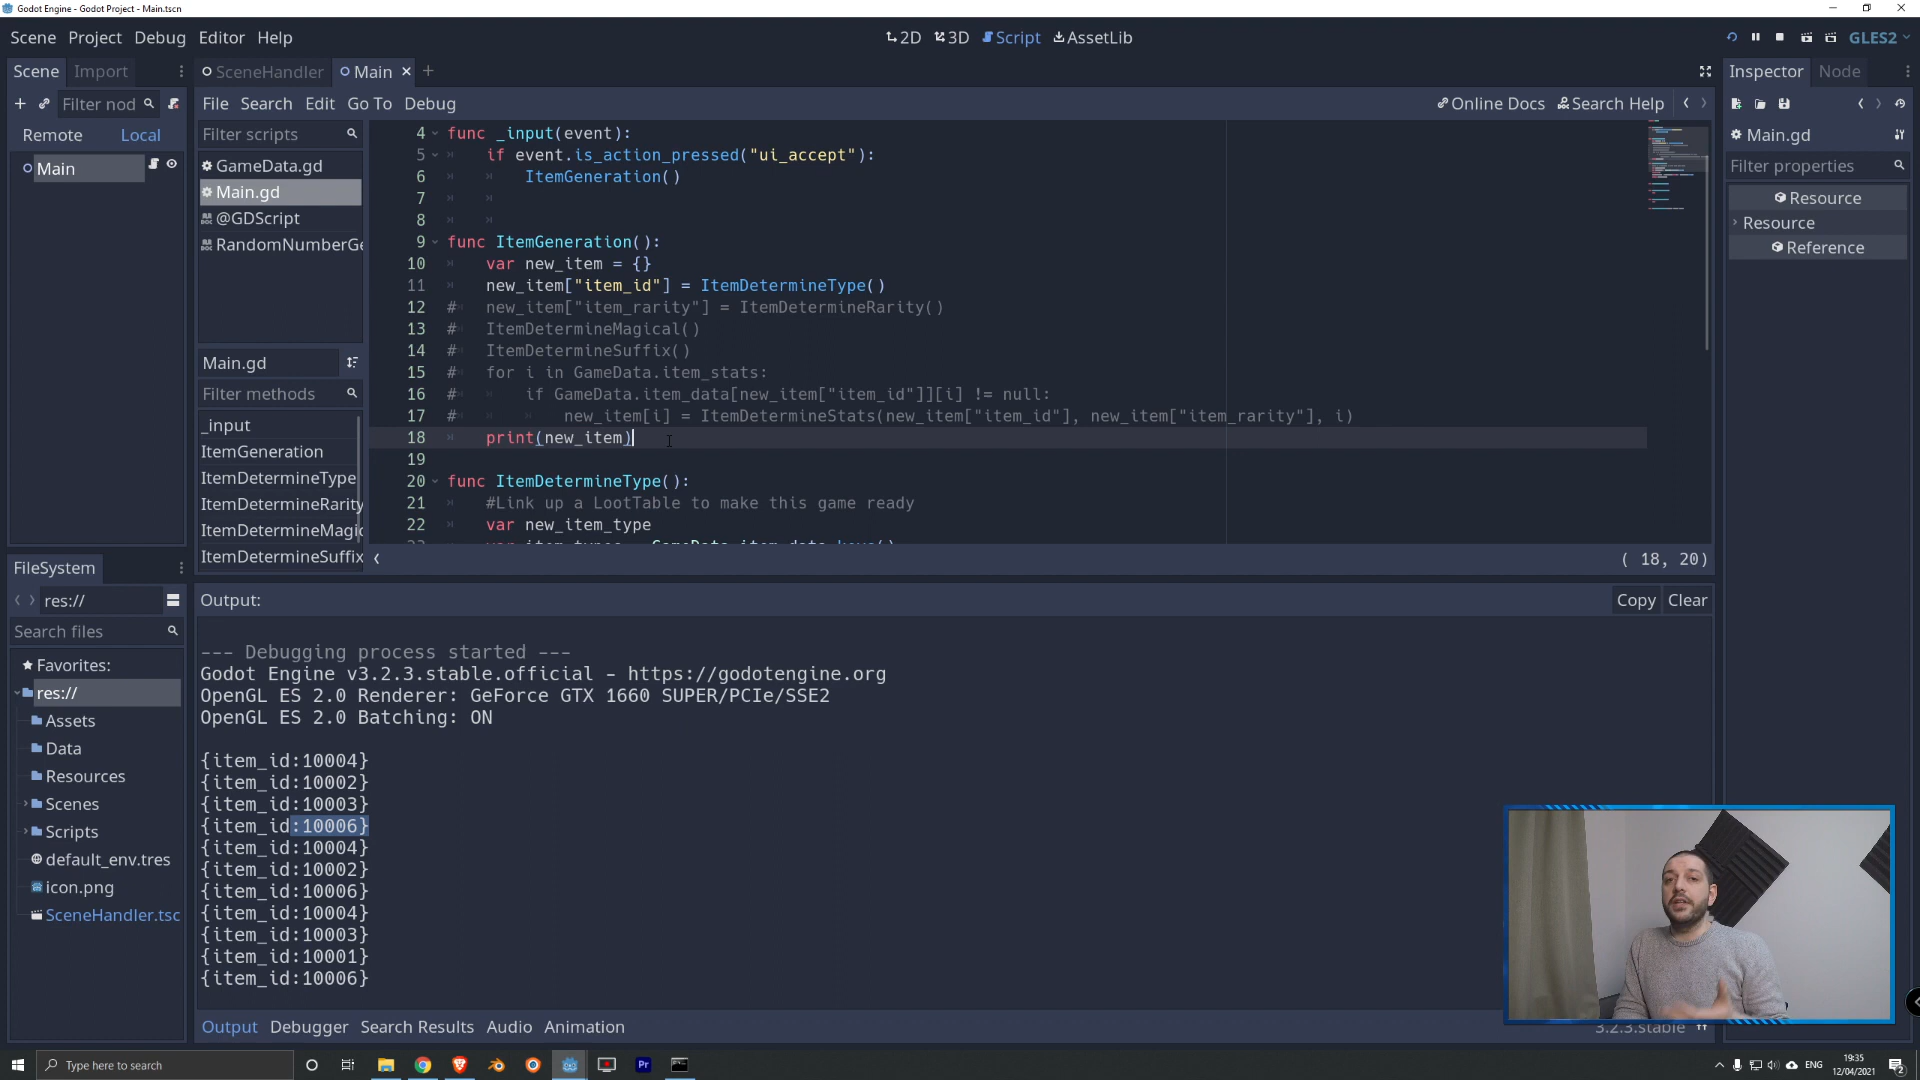 Godot Engine - Godot Project - Main.tscn
Scene Project Debug Editor Help
2D 3D Script AssetLib
GLES2
Scene Import
SceneHandler Main
Inspector Node
Filter nod
File Search Edit Go To Debug
Online Docs Search Help
Remote Local
Filter scripts
Main.gd
Main
GameData.gd
Main.gd
@GDScript
RandomNumberGe
Filter properties
Resource
Resource
Reference
Main.gd
Filter methods
_input
ItemGeneration
ItemDetermineType
ItemDetermineRarity
ItemDetermineMagic
ItemDetermineSuffix
4 func _input(event):
5 if event.is_action_pressed("ui_accept"):
6 ItemGeneration()
7
8
9 func ItemGeneration():
10 var new_item = {}
11 new_item["item_id"] = ItemDetermineType()
12 # new_item["item_rarity"] = ItemDetermineRarity()
13 # ItemDetermineMagical()
14 # ItemDetermineSuffix()
15 # for i in GameData.item_stats:
16 # if GameData.item_data[new_item["item_id"]][i] != null:
17 # new_item[i] = ItemDetermineStats(new_item["item_id"], new_item["item_rarity"], i)
18 print(new_item)
19
20 func ItemDetermineType():
21 #Link up a LootTable to make this game ready
22 var new_item_type
23 var item_types = GameData.item_data.keys()
( 18, 20)
FileSystem
res://
Search files
Favorites:
res://
Assets
Data
Resources
Scenes
Scripts
default_env.tres
icon.png
SceneHandler.tsc
Output:
Copy Clear
--- Debugging process started ---
Godot Engine v3.2.3.stable.official - https://godotengine.org
OpenGL ES 2.0 Renderer: GeForce GTX 1660 SUPER/PCIe/SSE2
OpenGL ES 2.0 Batching: ON
{item_id:10004}
{item_id:10002}
{item_id:10003}
{item_id:10006}
{item_id:10004}
{item_id:10002}
{item_id:10006}
{item_id:10004}
{item_id:10003}
{item_id:10001}
{item_id:10006}
Output Debugger Search Results Audio Animation
3.2.3.stable
Type here to search
Pr
ENG
19:35
12/04/2021
2